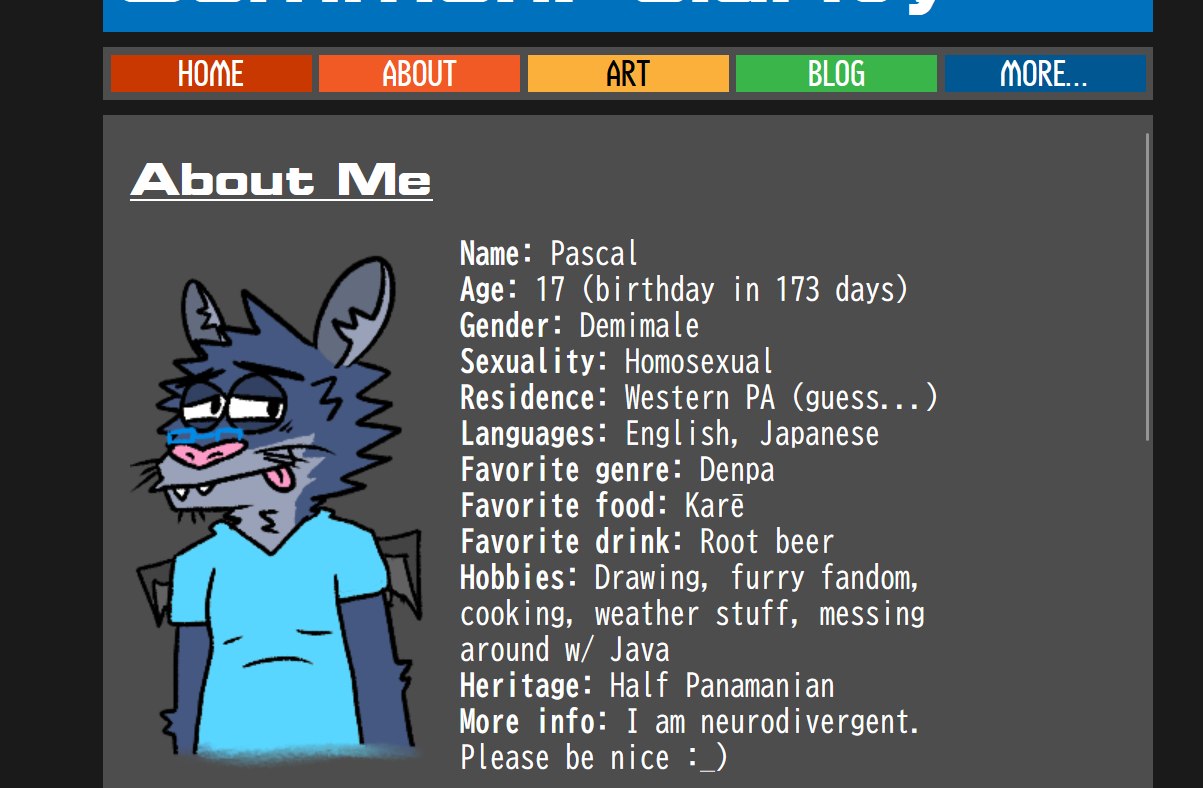 HOME
ABOUT
ART
BLOG
MORE...
About Me
Name: Pascal
Age: 17 (birthday in 173 days)
Gender: Demimale
Sexuality: Homosexual
Residence: Western PA (guess...)
Languages: English, Japanese
Favorite genre: Denpa
Favorite food: Karē
Favorite drink: Root beer
Hobbies: Drawing, furry fandom,
cooking, weather stuff, messing
around w/ Java
Heritage: Half Panamanian
More info: I am neurodivergent.
Please be nice :_)